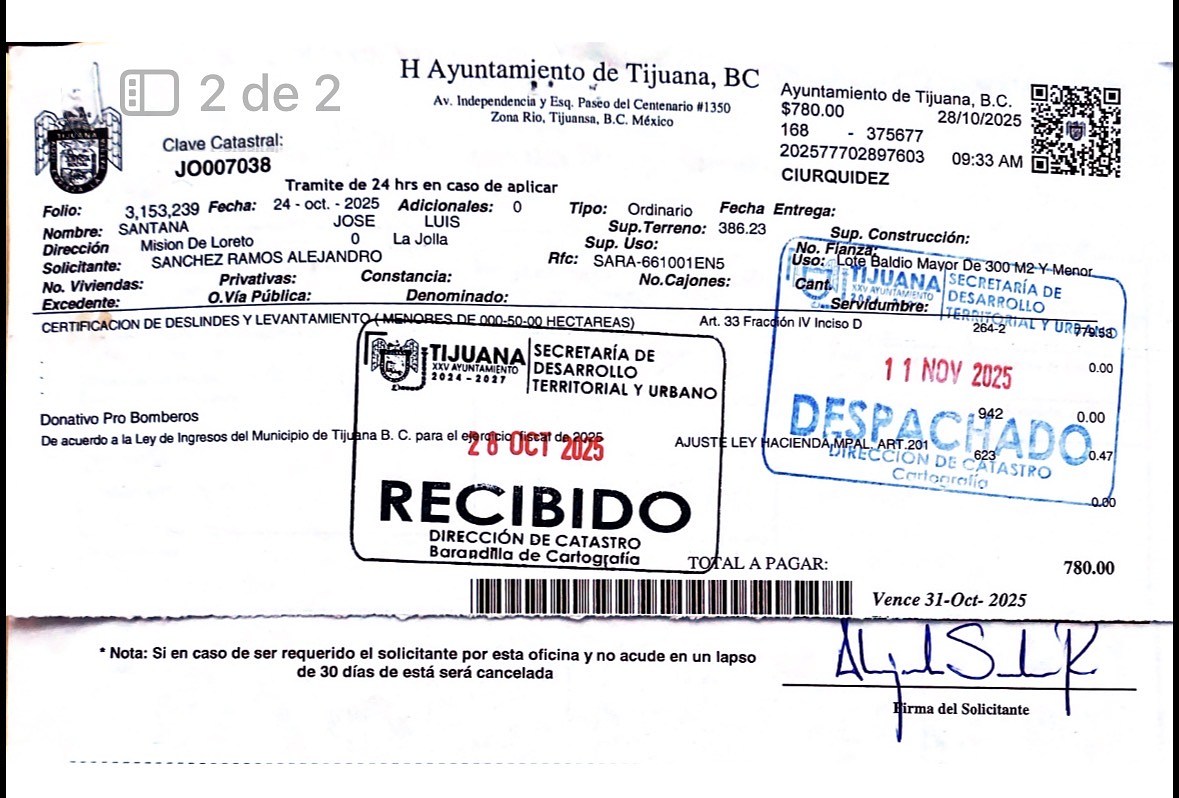 2 de 2
H Ayuntamiento de Tijuana, BC
Av. Independencia y Esq. Paseo del Centenario #1350
Zona Rio, Tijuansa, B.C. México
Ayuntamiento de Tijuana, B.C.
$780.00 28/10/2025
168 - 375677
202577702897603 09:33 AM
CIURQUIDEZ
TIJUANA
Clave Catastral:
JO007038
Tramite de 24 hrs en caso de aplicar
Folio: 3,153,239 Fecha: 24 - oct. - 2025 Adicionales: 0 Tipo: Ordinario Fecha Entrega:
Nombre: SANTANA JOSE LUIS Sup.Terreno: 386.23 Sup. Construcción:
Dirección Mision De Loreto 0 La Jolla Sup. Uso: No. Fianza:
Solicitante: SANCHEZ RAMOS ALEJANDRO Rfc: SARA-661001EN5 Uso: Lote Baldio Mayor De 300 M2 Y Menor
No. Viviendas: Privativas: Constancia: No.Cajones: Cant.
Excedente: O.Vía Pública: Denominado: Servidumbre:
CERTIFICACION DE DESLINDES Y LEVANTAMIENTO ( MENORES DE 000-50-00 HECTAREAS) Art. 33 Fracción IV Inciso D 264-2 779.53
0.00
Donativo Pro Bomberos 942 0.00
De acuerdo a la Ley de Ingresos del Municipio de Tijuana B. C. para el ejercicio fiscal de 2025 AJUSTE LEY HACIENDA,MPAL, ART.201 623 0.47
0.00
TIJUANA
XXV AYUNTAMIENTO
2024 - 2027
SECRETARÍA DE
DESARROLLO
TERRITORIAL Y URBANO
28 OCT 2025
RECIBIDO
DIRECCIÓN DE CATASTRO
Barandilla de Cartografía
TIJUANA
XXV AYUNTAMIENTO
2024 - 2027
SECRETARÍA DE
DESARROLLO
TERRITORIAL Y URBANO
11 NOV 2025
DESPACHADO
DIRECCIÓN DE CATASTRO
Cartografía
TOTAL A PAGAR: 780.00
Vence 31-Oct- 2025
* Nota: Si en caso de ser requerido el solicitante por esta oficina y no acude en un lapso
de 30 días de está será cancelada
Firma del Solicitante